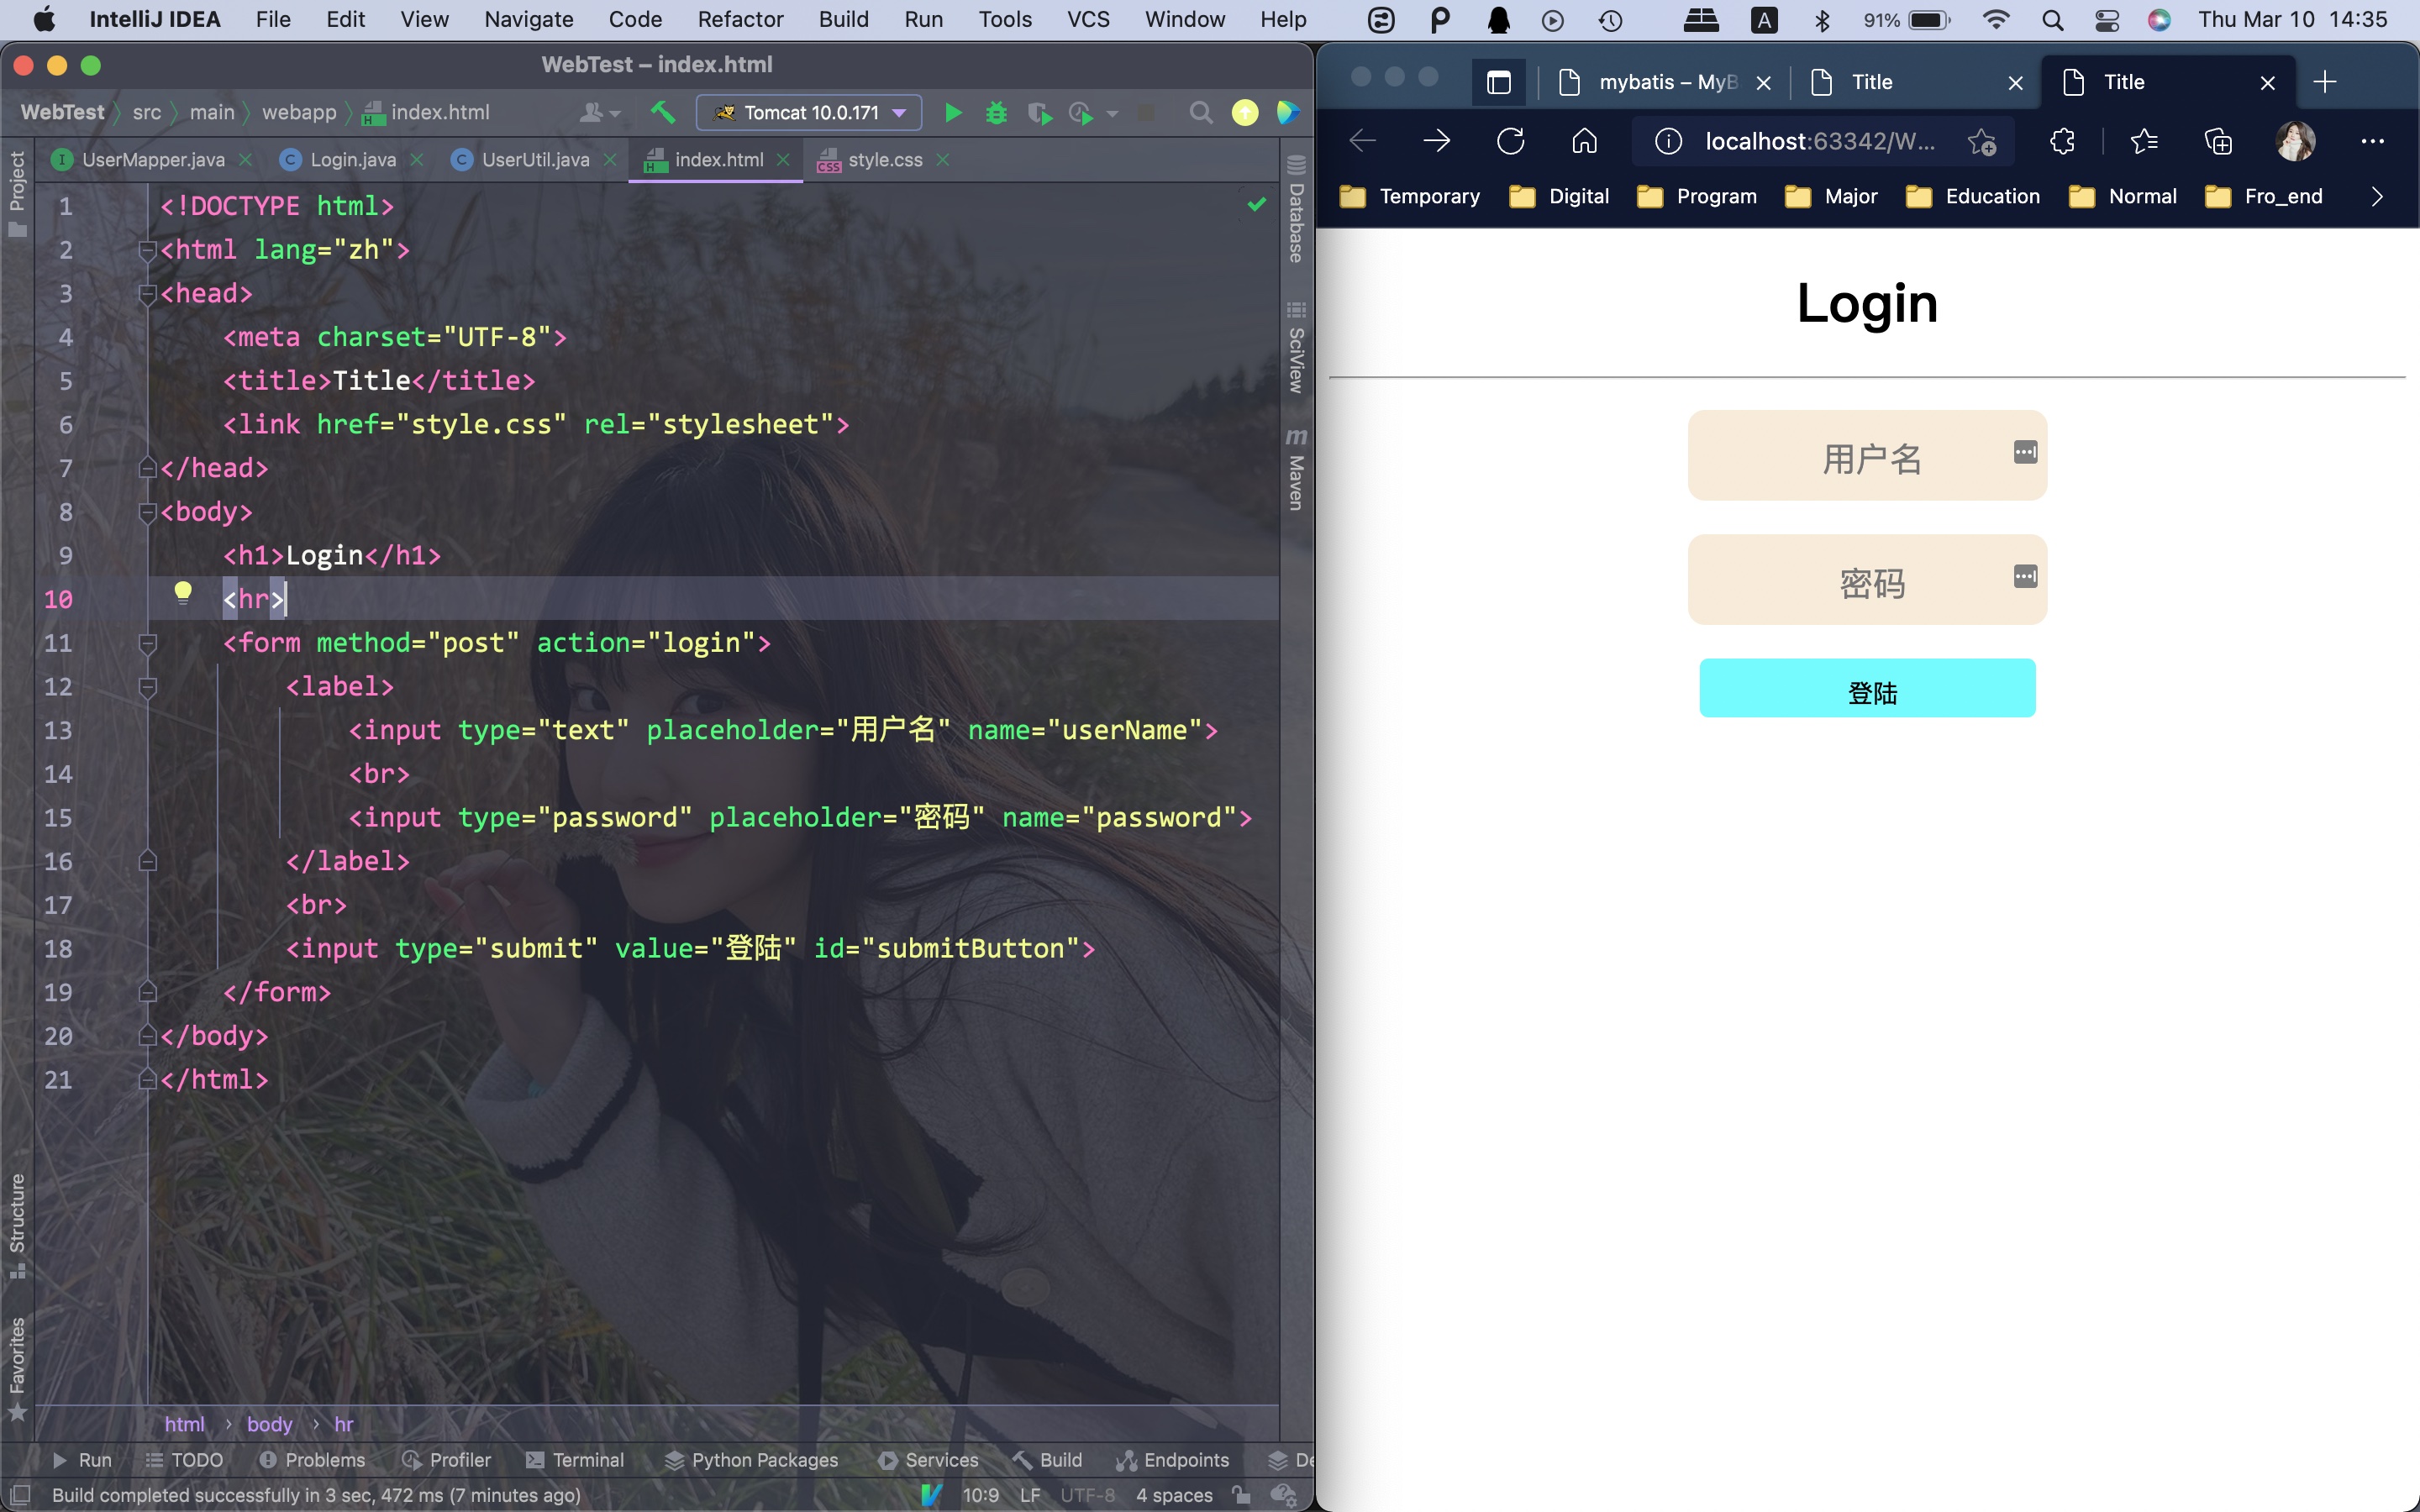 IntelliJ IDEA File Edit View Navigate Code Refactor Build Run Tools VCS Window Help A 91% Thu Mar 10 14:35
WebTest – index.html
WebTest src main webapp index.html Tomcat 10.0.171
UserMapper.java Login.java UserUtil.java index.html style.css
Project
Structure
Favorites
1 <!DOCTYPE html>
2 <html lang="zh">
3 <head>
4 <meta charset="UTF-8">
5 <title>Title</title>
6 <link href="style.css" rel="stylesheet">
7 </head>
8 <body>
9 <h1>Login</h1>
10 <hr>
11 <form method="post" action="login">
12 <label>
13 <input type="text" placeholder="用户名" name="userName">
14 <br>
15 <input type="password" placeholder="密码" name="password">
16 </label>
17 <br>
18 <input type="submit" value="登陆" id="submitButton">
19 </form>
20 </body>
21 </html>
Database
SciView
Maven
html › body › hr
Run TODO Problems Profiler Terminal Python Packages Services Build Endpoints De
Build completed successfully in 3 sec, 472 ms (7 minutes ago) 10:9 LF UTF-8 4 spaces
mybatis – MyB Title Title
localhost:63342/W...
Temporary Digital Program Major Education Normal Fro_end
Login
用户名
密码
登陆